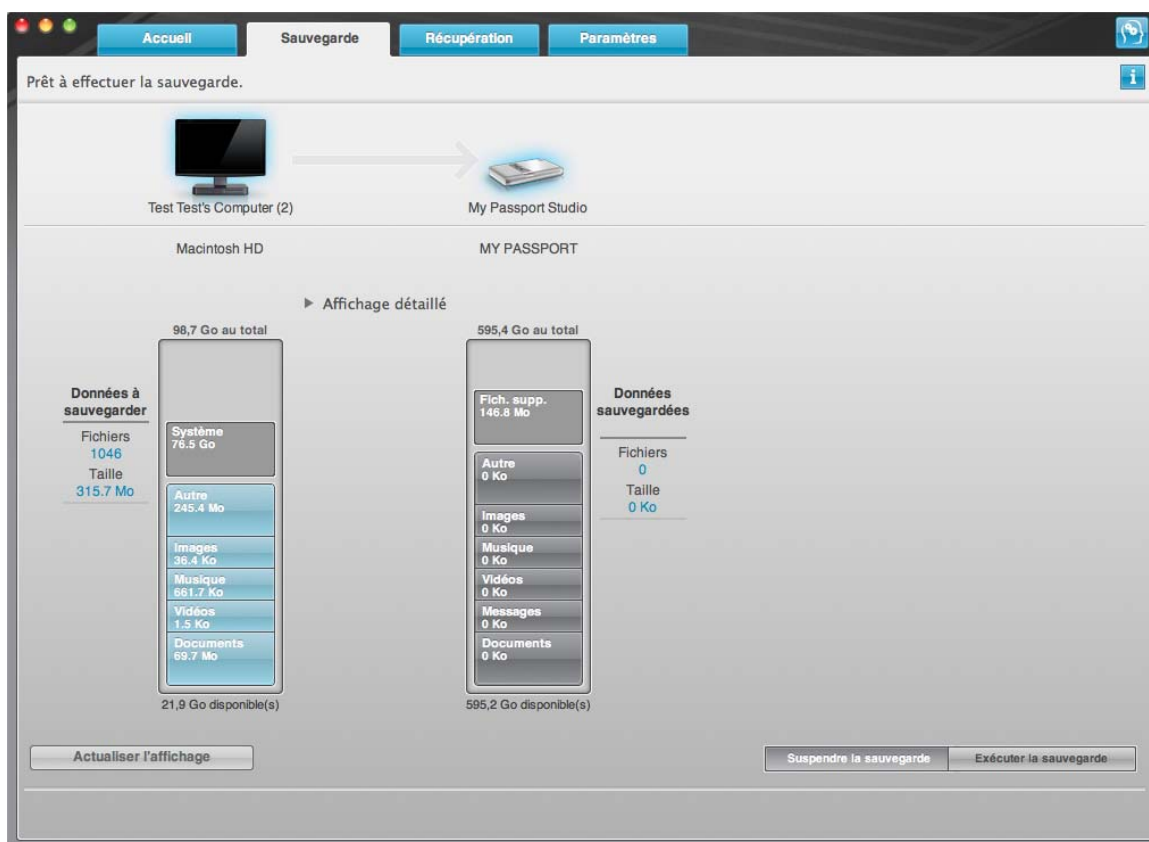 Accueil
Sauvegarde
Récupération
Paramètres
Prêt à effectuer la sauvegarde.
i
Test Test's Computer (2)
My Passport Studio
Macintosh HD
MY PASSPORT
Affichage détaillé
98,7 Go au total
595,4 Go au total
Données à
sauvegarder
Fichiers
1046
Taille
315.7 Mo
Système
76.5 Go
Autre
245.4 Mo
Images
36.4 Ko
Musique
661.7 Ko
Vidéos
1.5 Ko
Documents
69.7 Mo
21,9 Go disponible(s)
Fich. supp.
146.8 Mo
Autre
0 Ko
Images
0 Ko
Musique
0 Ko
Vidéos
0 Ko
Messages
0 Ko
Documents
0 Ko
595,2 Go disponible(s)
Données
sauvegardées
Fichiers
0
Taille
0 Ko
Actualiser l'affichage
Suspendre la sauvegarde
Exécuter la sauvegarde